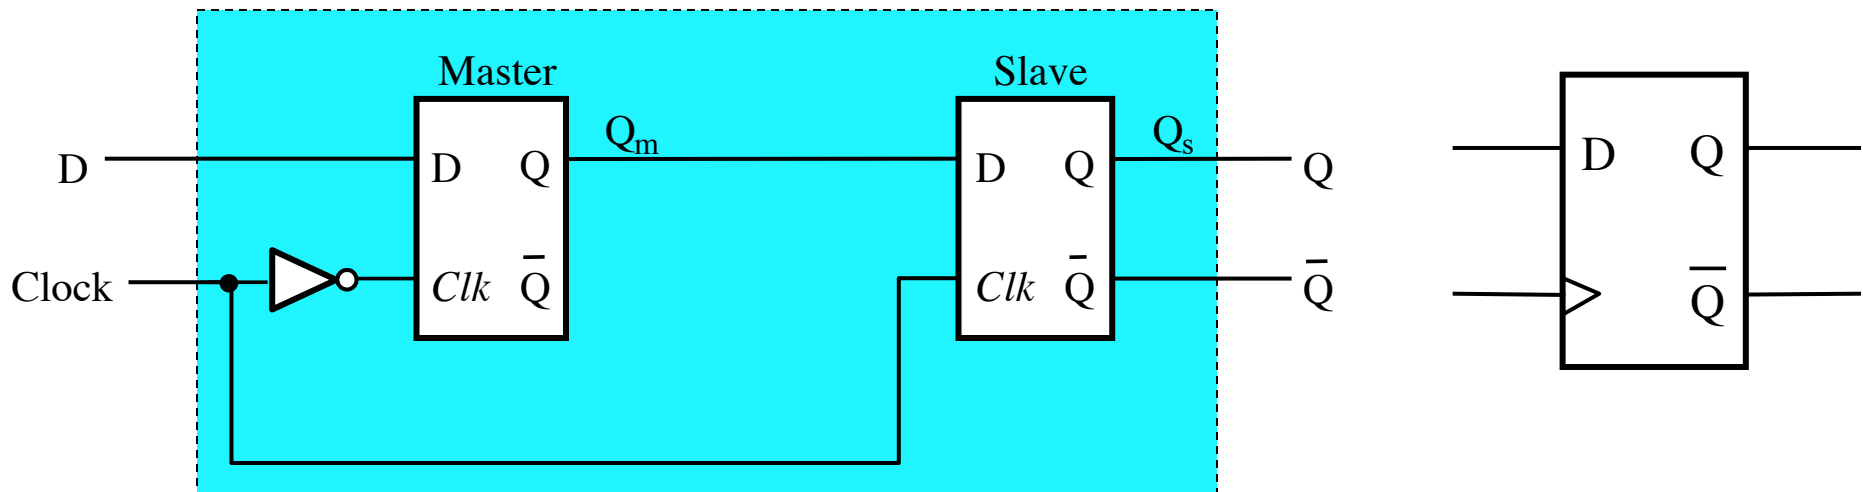 Master Slave
Qm Qs
D D Q D Q Q D Q
Clock Clk Q̅ Clk Q̅ Q̅ Q̅